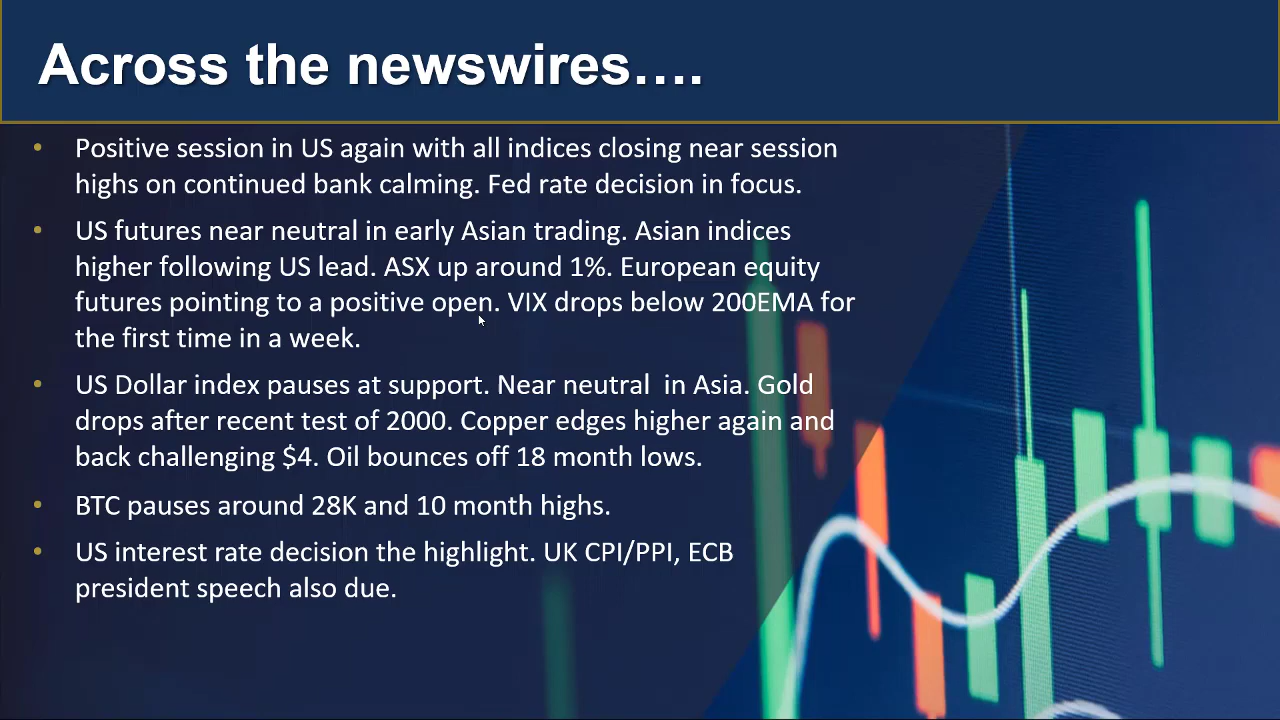 Across the newswires….
• Positive session in US again with all indices closing near session
highs on continued bank calming. Fed rate decision in focus.
• US futures near neutral in early Asian trading. Asian indices
higher following US lead. ASX up around 1%. European equity
futures pointing to a positive open. VIX drops below 200EMA for
the first time in a week.
• US Dollar index pauses at support. Near neutral  in Asia. Gold
drops after recent test of 2000. Copper edges higher again and
back challenging $4. Oil bounces off 18 month lows.
• BTC pauses around 28K and 10 month highs.
• US interest rate decision the highlight. UK CPI/PPI, ECB
president speech also due.